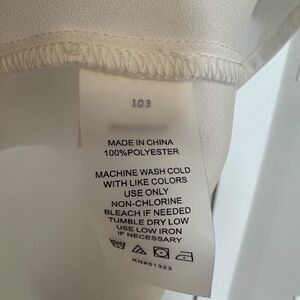 103
MADE IN CHINA
100%POLYESTER
MACHINE WASH COLD
WITH LIKE COLORS
USE ONLY
NON-CHLORINE
BLEACH IF NEEDED
TUMBLE DRY LOW
USE LOW IRON
IF NECESSARY